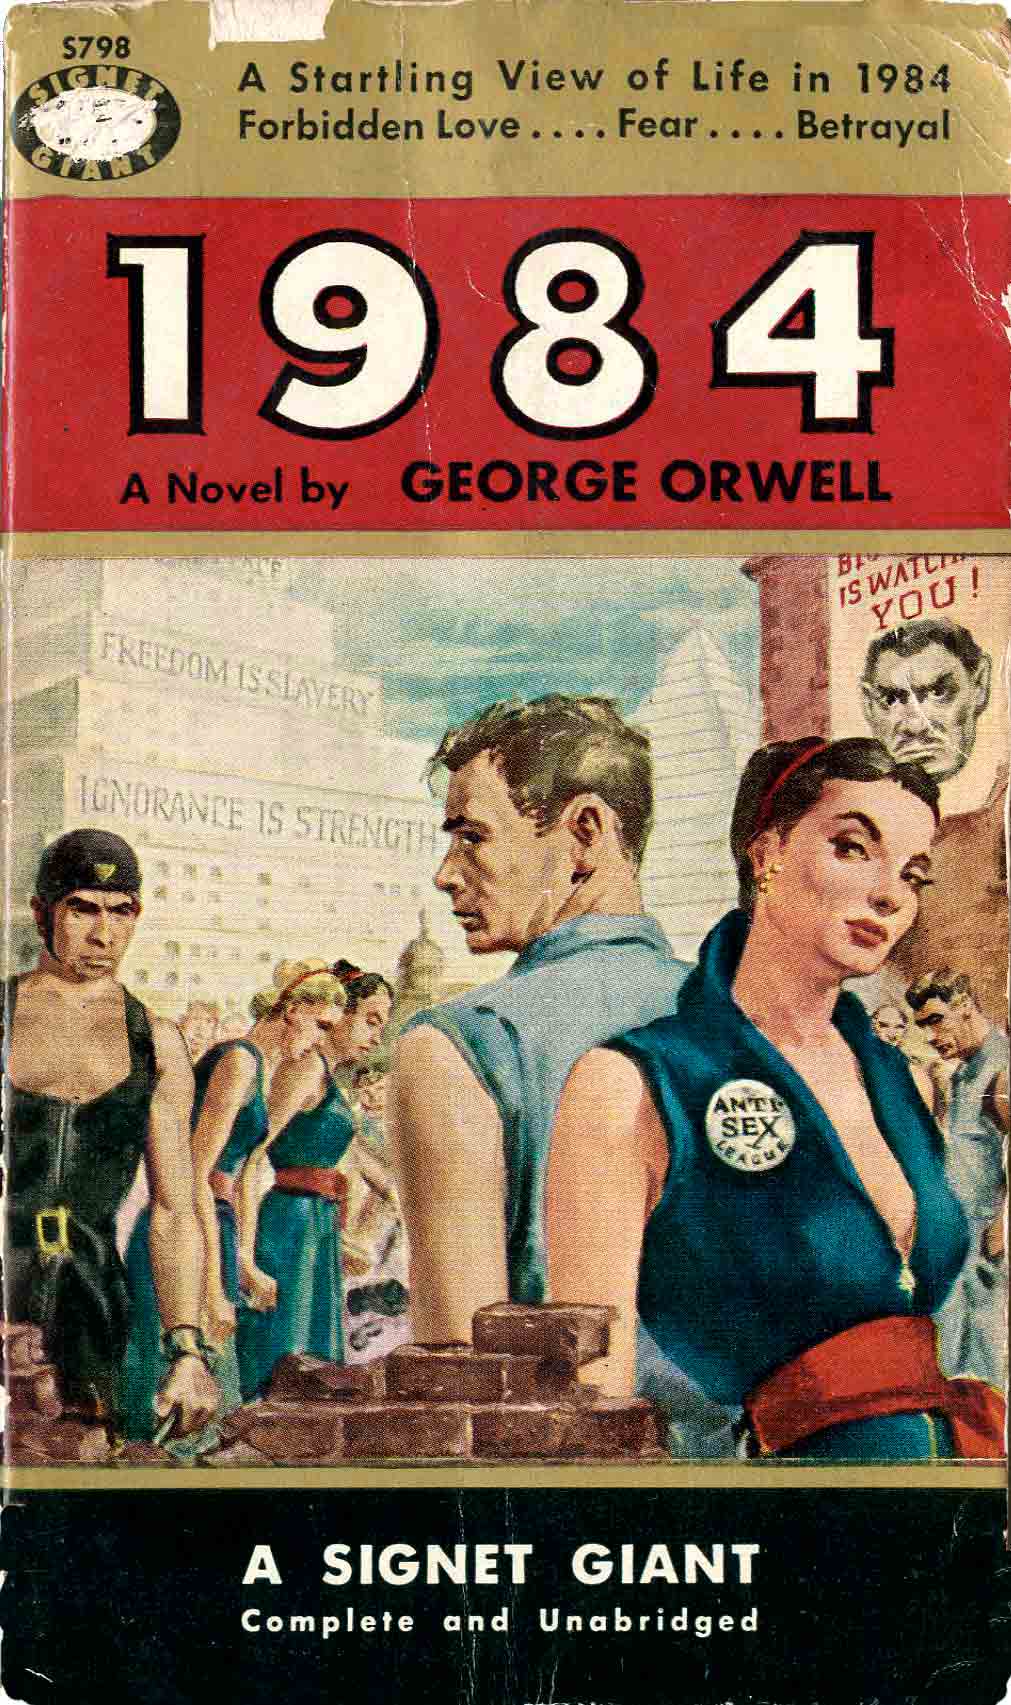 S798
SIGNET
GIANT
A Startling View of Life in 1984
Forbidden Love .... Fear .... Betrayal
1984
A Novel by GEORGE ORWELL
IS WATCHI
YOU!
FREEDOM IS SLAVERY
IGNORANCE IS STRENGTH
ANTI-
SEX
LEAGUE
A SIGNET GIANT
Complete and Unabridged